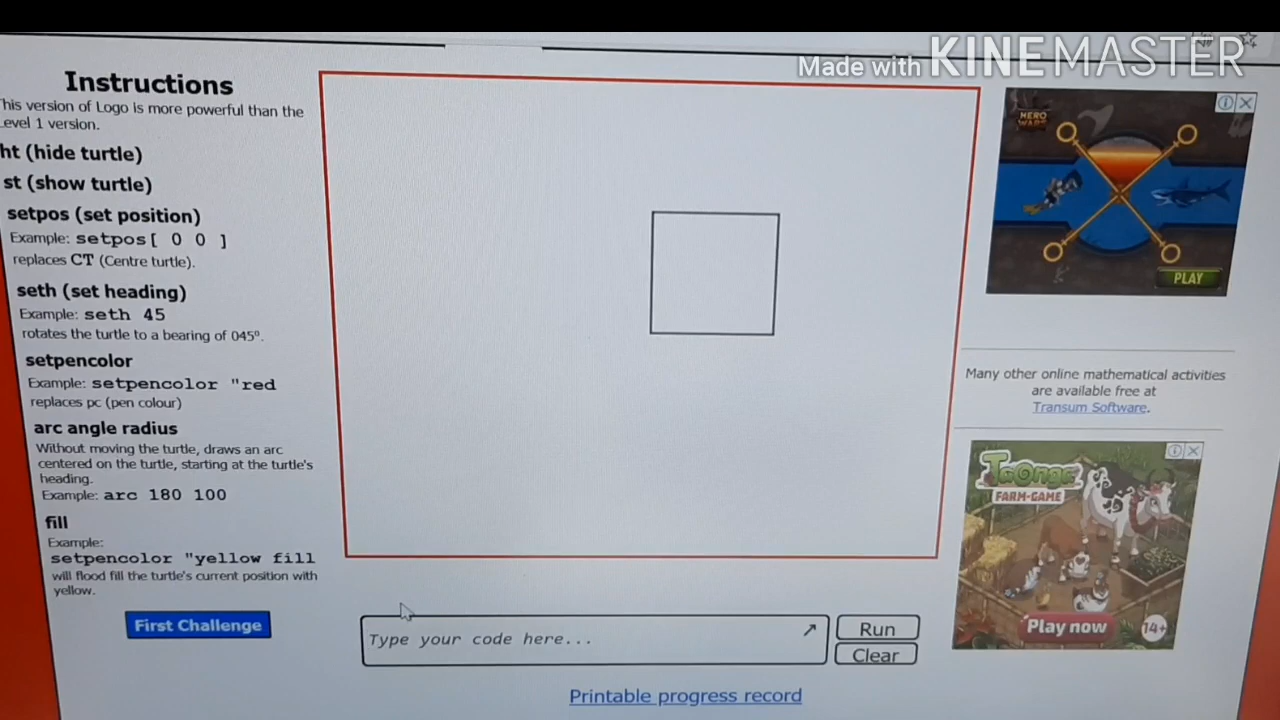 Made with KINEMASTER
Instructions
This version of Logo is more powerful than the
Level 1 version.
ht (hide turtle)
st (show turtle)
setpos (set position)
Example: setpos[ 0 0 ]
replaces CT (Centre turtle).
seth (set heading)
Example: seth 45
rotates the turtle to a bearing of 045º.
setpencolor
Example: setpencolor "red
replaces pc (pen colour)
arc angle radius
Without moving the turtle, draws an arc
centered on the turtle, starting at the turtle's
heading.
Example: arc 180 100
fill
Example:
setpencolor "yellow fill
will flood fill the turtle's current position with
yellow.
First Challenge
Type your code here...
Run
Clear
Printable progress record
HERO
WARS
PLAY
Many other online mathematical activities
are available free at
Transum Software.
Taonga
FARM-GAME
Play now
14+